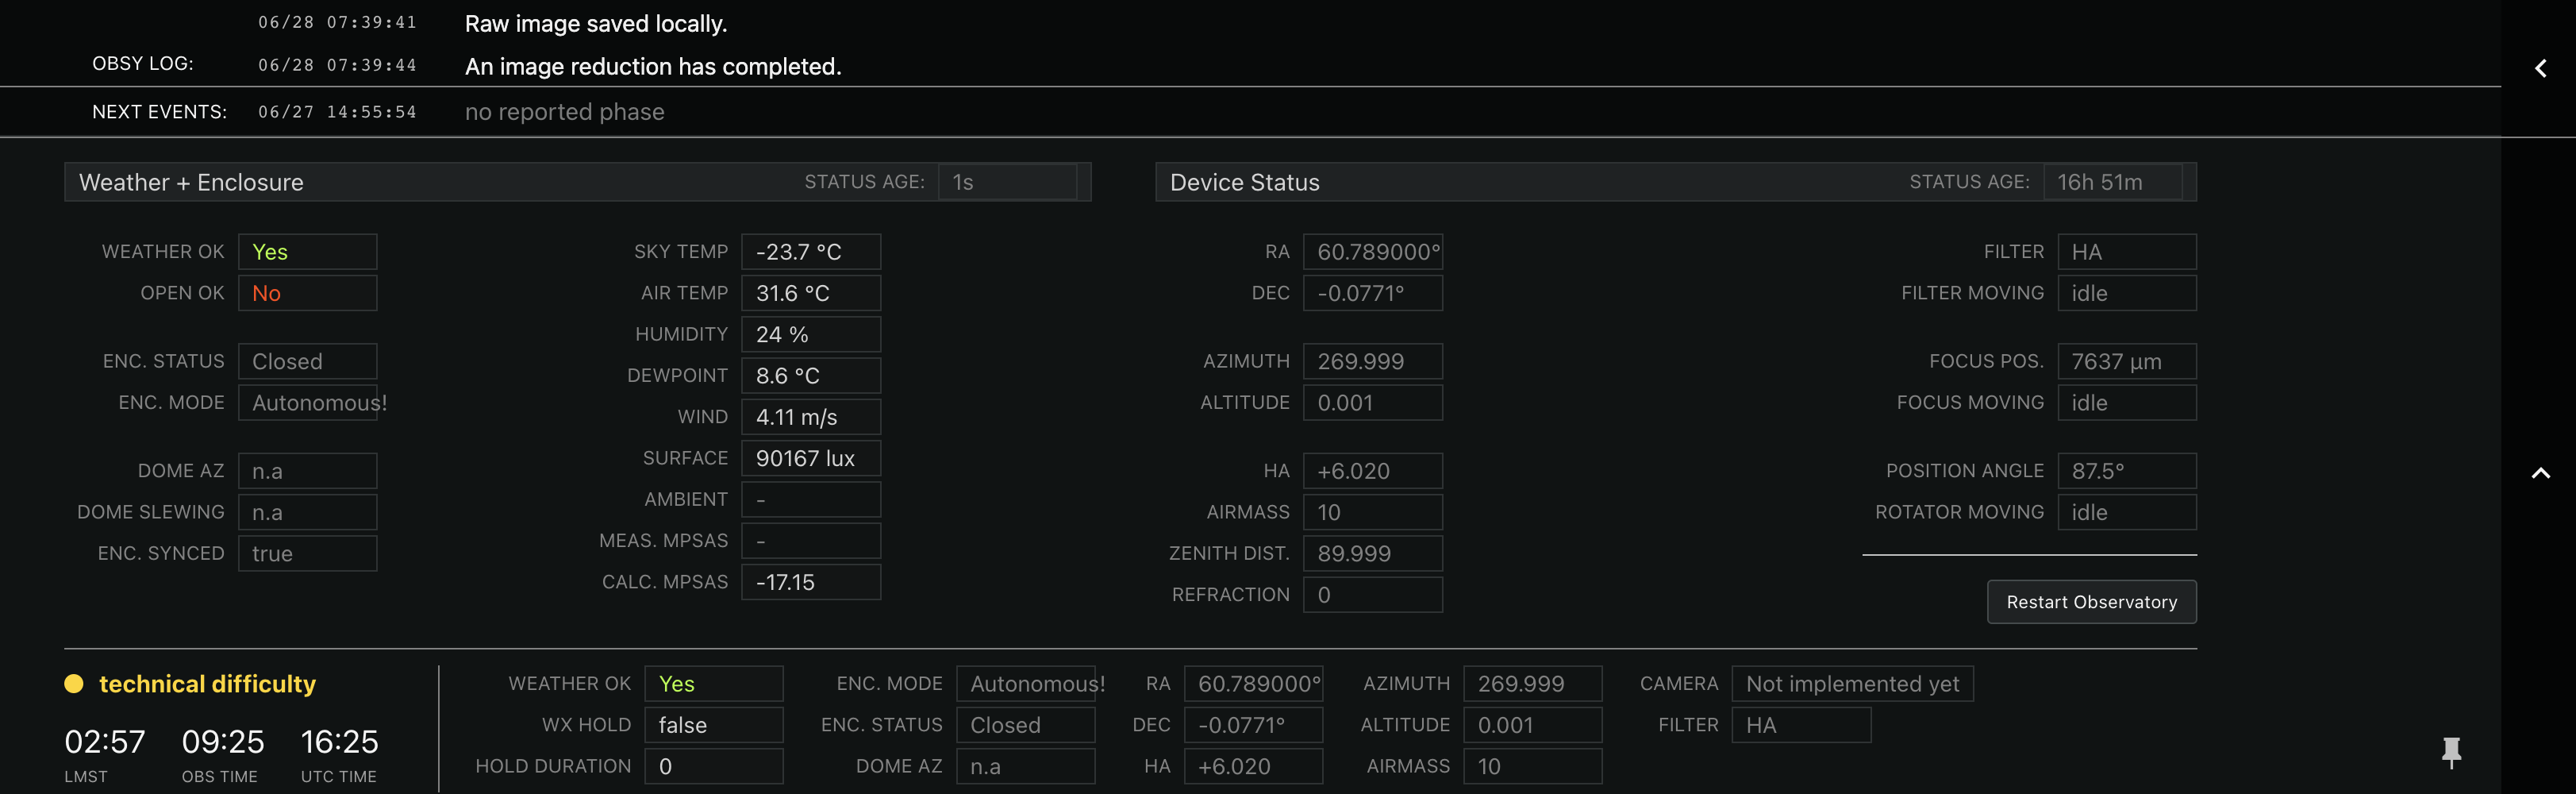 06/28 07:39:41 Raw image saved locally.
OBSY LOG: 06/28 07:39:44 An image reduction has completed.
NEXT EVENTS: 06/27 14:55:54 no reported phase
Weather + Enclosure STATUS AGE: 1s
WEATHER OK Yes
OPEN OK No
ENC. STATUS Closed
ENC. MODE Autonomous!
DOME AZ n.a
DOME SLEWING n.a
ENC. SYNCED true
SKY TEMP -23.7 °C
AIR TEMP 31.6 °C
HUMIDITY 24 %
DEWPOINT 8.6 °C
WIND 4.11 m/s
SURFACE 90167 lux
AMBIENT -
MEAS. MPSAS -
CALC. MPSAS -17.15
Device Status STATUS AGE: 16h 51m
RA 60.789000°
DEC -0.0771°
AZIMUTH 269.999
ALTITUDE 0.001
HA +6.020
AIRMASS 10
ZENITH DIST. 89.999
REFRACTION 0
FILTER HA
FILTER MOVING idle
FOCUS POS. 7637 µm
FOCUS MOVING idle
POSITION ANGLE 87.5°
ROTATOR MOVING idle
Restart Observatory
technical difficulty
02:57 09:25 16:25
LMST OBS TIME UTC TIME
WEATHER OK Yes
WX HOLD false
HOLD DURATION 0
ENC. MODE Autonomous!
ENC. STATUS Closed
DOME AZ n.a
RA 60.789000°
DEC -0.0771°
HA +6.020
AZIMUTH 269.999
ALTITUDE 0.001
AIRMASS 10
CAMERA Not implemented yet
FILTER HA